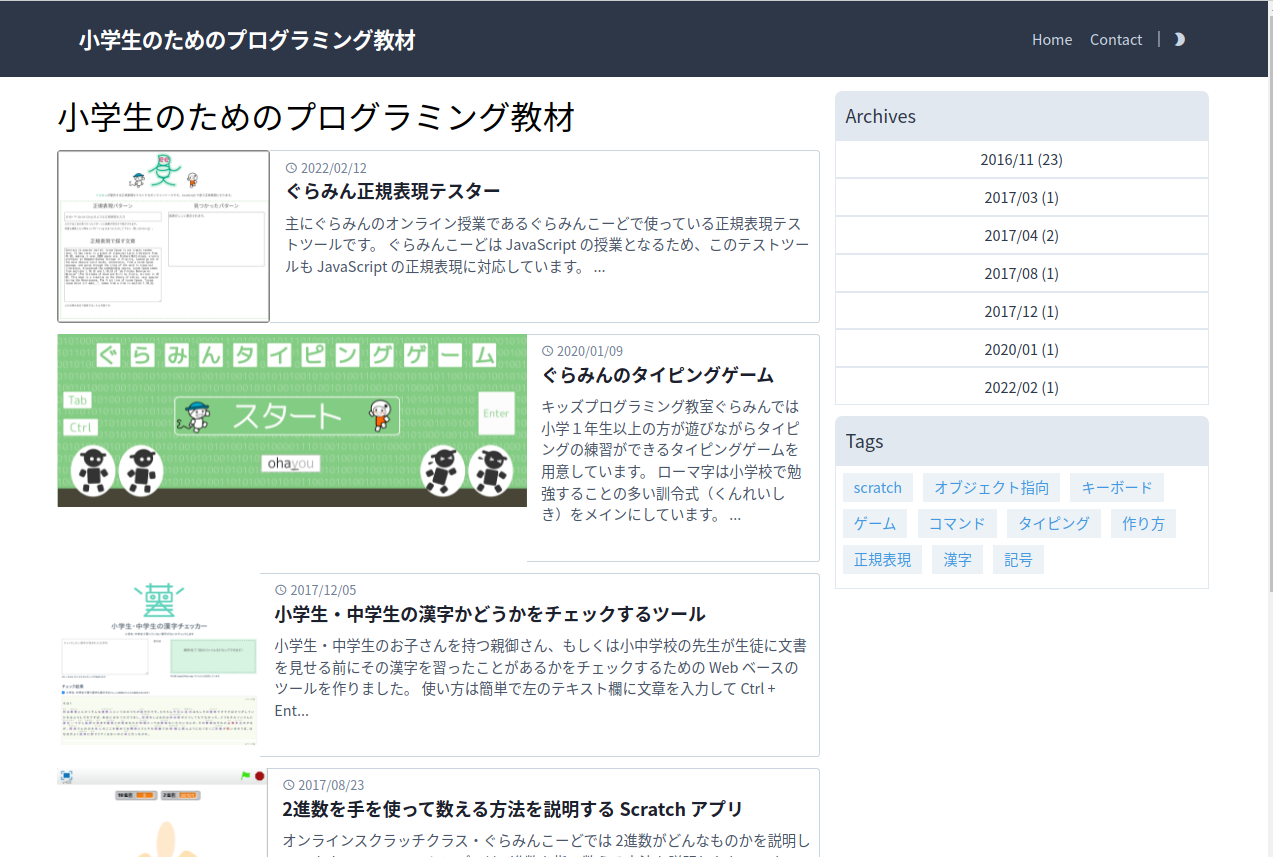 小学生のためのプログラミング教材
Home Contact
小学生のためのプログラミング教材
正規表現パターン 見つかったパターン
正規表現で探す文章
2022/02/12
ぐらみん正規表現テスター
主にぐらみんのオンライン授業であるぐらみんこーどで使っている正規表現テス
トツールです。 ぐらみんこーどは JavaScript の授業となるため、このテストツー
ルも JavaScript の正規表現に対応しています。 ...
ぐらみんタイピングゲーム
Tab
Ctrl
スタート
Enter
ohayou
2020/01/09
ぐらみんのタイピングゲーム
キッズプログラミング教室ぐらみんでは
小学１年生以上の方が遊びながらタイピ
ングの練習ができるタイピングゲームを
用意しています。 ローマ字は小学校で勉
強することの多い訓令式（くんれいし
き）をメインにしています。 ...
小学生・中学生の漢字チェッカー
2017/12/05
小学生・中学生の漢字かどうかをチェックするツール
小学生・中学生のお子さんを持つ親御さん、もしくは小中学校の先生が生徒に文書
を見せる前にその漢字を習ったことがあるかをチェックするための Web ベースの
ツールを作りました。 使い方は簡単で左のテキスト欄に文章を入力して Ctrl +
Ent...
2017/08/23
2進数を手を使って数える方法を説明する Scratch アプリ
オンラインスクラッチクラス・ぐらみんこーどでは 2進数がどんなものかを説明し
Archives
2016/11 (23)
2017/03 (1)
2017/04 (2)
2017/08 (1)
2017/12 (1)
2020/01 (1)
2022/02 (1)
Tags
scratch オブジェクト指向 キーボード
ゲーム コマンド タイピング 作り方
正規表現 漢字 記号